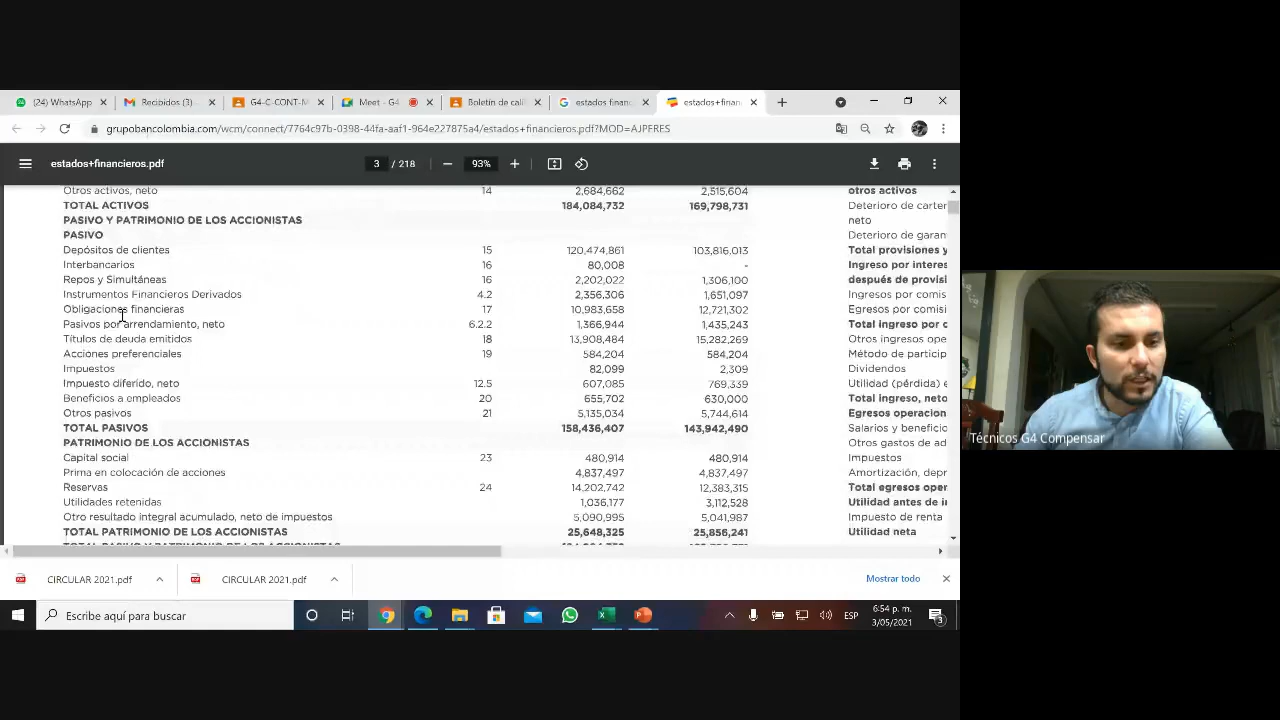 (24) WhatsApp
Recibidos (3)
G4-C-CONT-M
Meet - G4
Boletín de cali
estados financ
estados+finan
grupobancolombia.com/wcm/connect/7764c97b-0398-44fa-aaf1-964e227875a4/estados+financieros.pdf?MOD=AJPERES
estados+financieros.pdf
3 / 218
93%
Otros activos, neto 14 2,684,662 2,515,604 otros activos
TOTAL ACTIVOS 184,084,732 169,798,731 Deterioro de carter
PASIVO Y PATRIMONIO DE LOS ACCIONISTAS neto
PASIVO Deterioro de garan
Depósitos de clientes 15 120,474,861 103,816,013 Total provisiones y
Interbancarios 16 80,008 - Ingreso por interes
Repos y Simultáneas 16 2,202,022 1,306,100 después de provisi
Instrumentos Financieros Derivados 4.2 2,356,306 1,651,097 Ingresos por comis
Obligaciones financieras 17 10,983,658 12,721,302 Egresos por comisi
Pasivos por arrendamiento, neto 6.2.2 1,366,944 1,435,243 Total ingreso por c
Títulos de deuda emitidos 18 13,908,484 15,282,269 Otros ingresos ope
Acciones preferenciales 19 584,204 584,204 Método de particip
Impuestos 82,099 2,309 Dividendos
Impuesto diferido, neto 12.5 607,085 769,339 Utilidad (pérdida) e
Beneficios a empleados 20 655,702 630,000 Total ingreso, neto
Otros pasivos 21 5,135,034 5,744,614 Egresos operacion
TOTAL PASIVOS 158,436,407 143,942,490 Salarios y benefici
PATRIMONIO DE LOS ACCIONISTAS Otros gastos de ad
Capital social 23 480,914 480,914 Impuestos
Prima en colocación de acciones 4,837,497 4,837,497 Amortización, depr
Reservas 24 14,202,742 12,383,315 Total egresos oper
Utilidades retenidas 1,036,177 3,112,528 Utilidad antes de i
Otro resultado integral acumulado, neto de impuestos 5,090,995 5,041,987 Impuesto de renta
TOTAL PATRIMONIO DE LOS ACCIONISTAS 25,648,325 25,856,241 Utilidad neta
Técnicos G4 Compensar
CIRCULAR 2021.pdf
CIRCULAR 2021.pdf
Mostrar todo
Escribe aquí para buscar
ESP
6:54 p. m.
3/05/2021
3